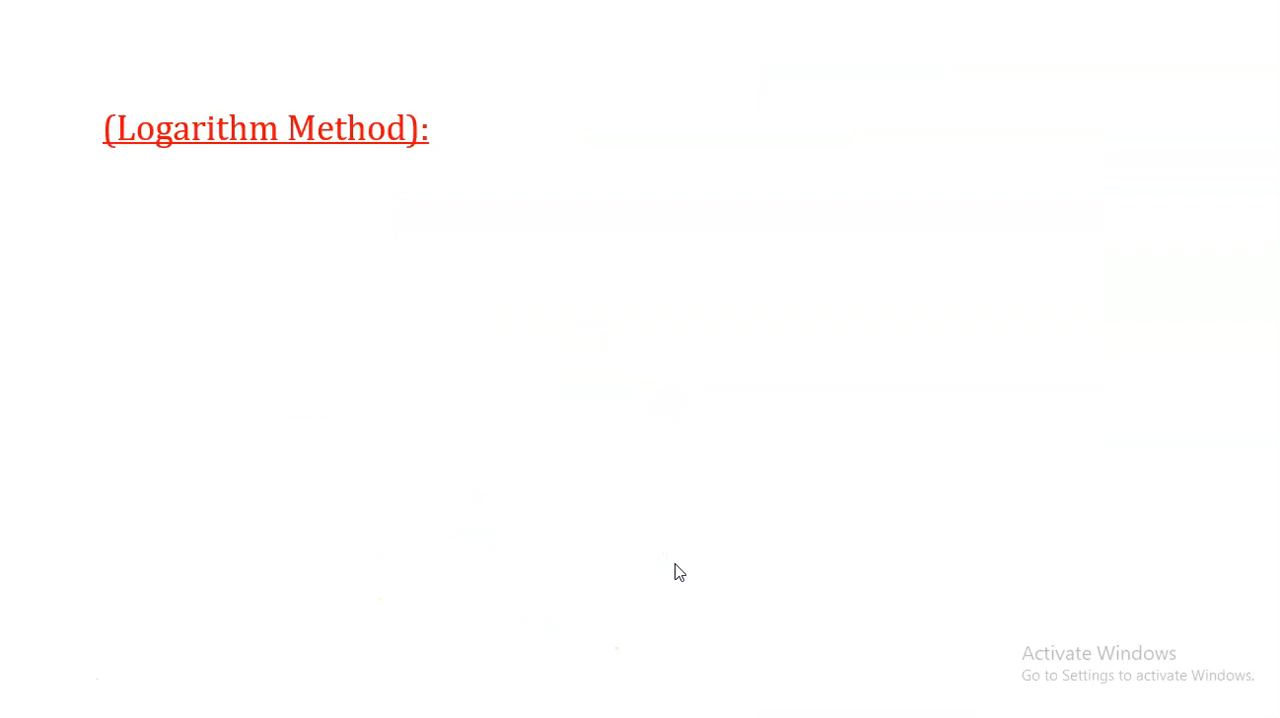 (Logarithm Method):
Activate Windows
Go to Settings to activate Windows.